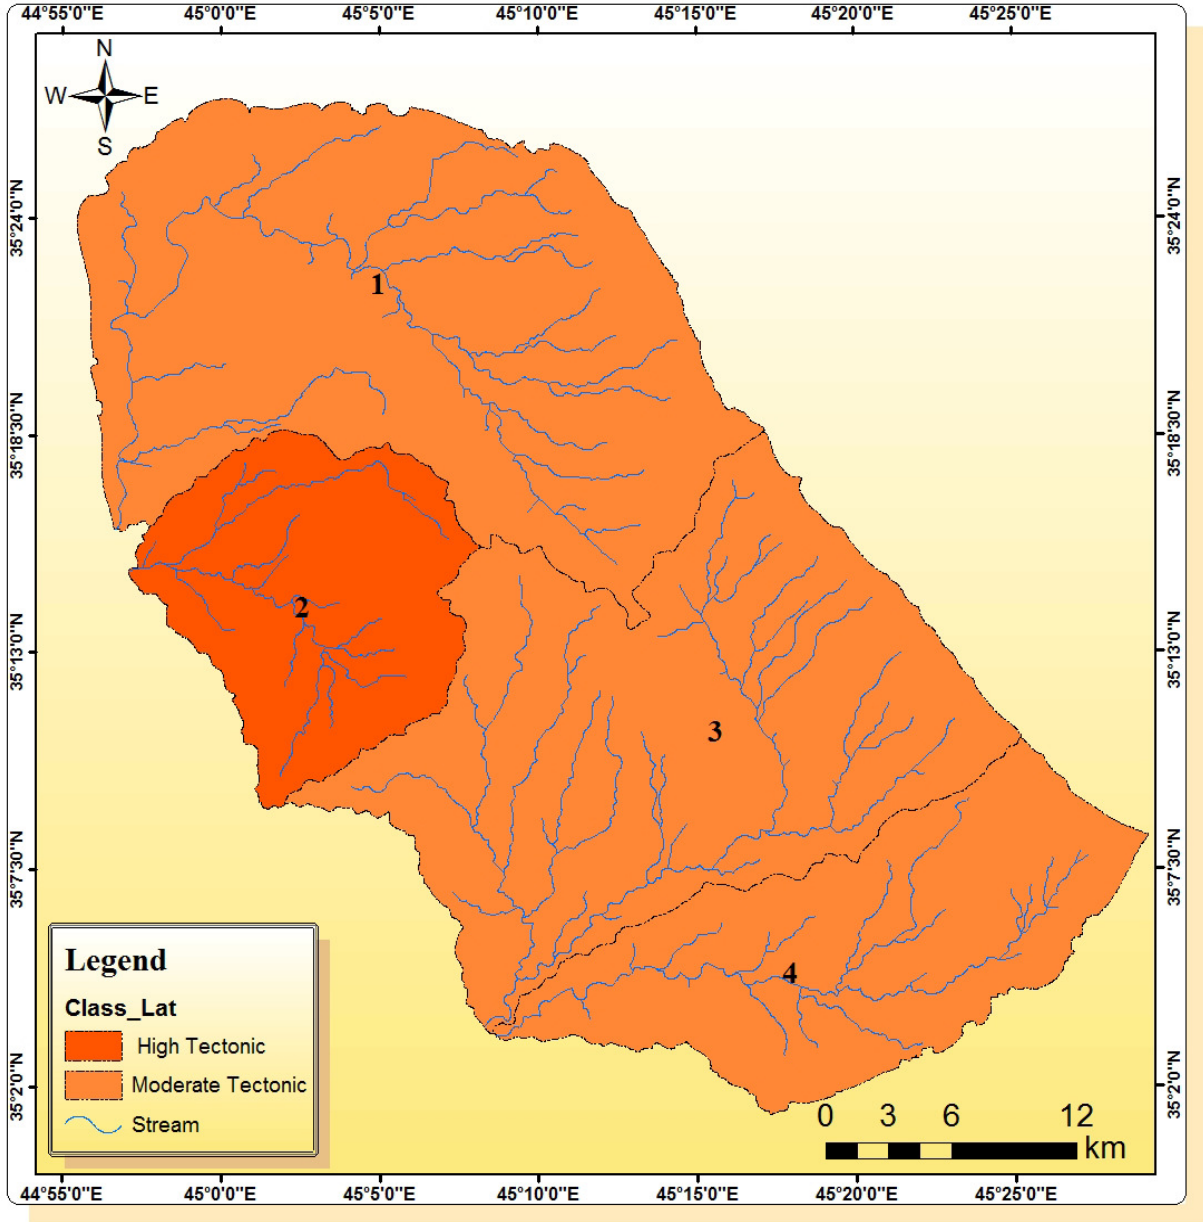 44°55'0"E 45°0'0"E 45°5'0"E 45°10'0"E 45°15'0"E 45°20'0"E 45°25'0"E
N
W E
S
35°24'0"N 35°24'0"N
1
35°18'30"N 35°18'30"N
2
35°13'0"N 35°13'0"N
3
35°7'30"N 35°7'30"N
4
Legend
Class_Lat
High Tectonic
Moderate Tectonic
Stream
35°2'0"N 35°2'0"N
0 3 6 12
km
44°55'0"E 45°0'0"E 45°5'0"E 45°10'0"E 45°15'0"E 45°20'0"E 45°25'0"E